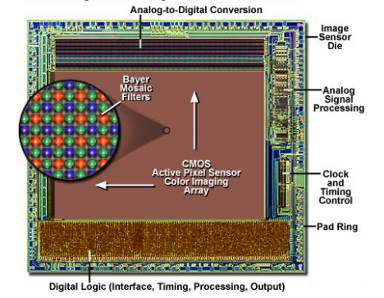 Analog-to-Digital Conversion
Image
Sensor
Die
Bayer
Mosaic
Filters
Analog
Signal
Processing
CMOS
Active Pixel Sensor
Color Imaging
Array
Clock
and
Timing
Control
Pad Ring
Digital Logic (Interface, Timing, Processing, Output)